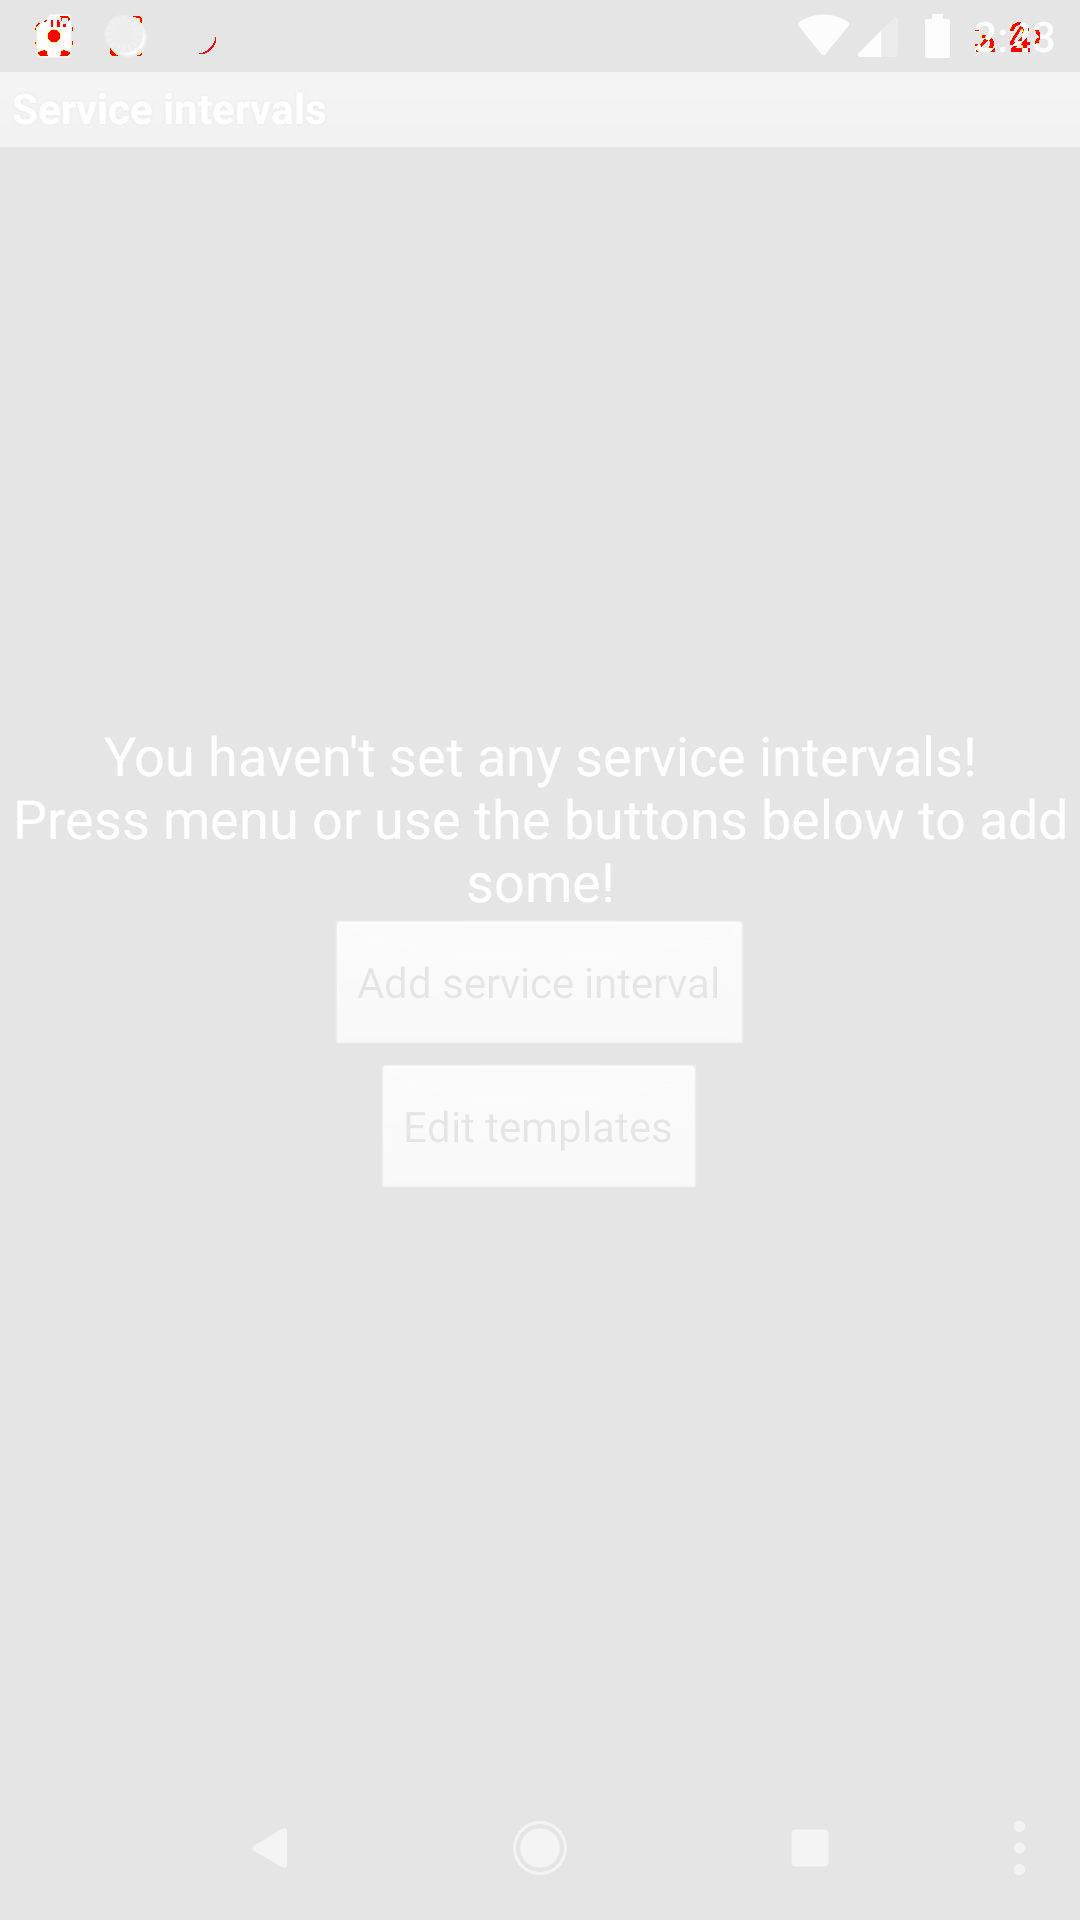 Service intervals
You haven't set any service intervals!
Press menu or use the buttons below to add
some!
Add service interval
Edit templates